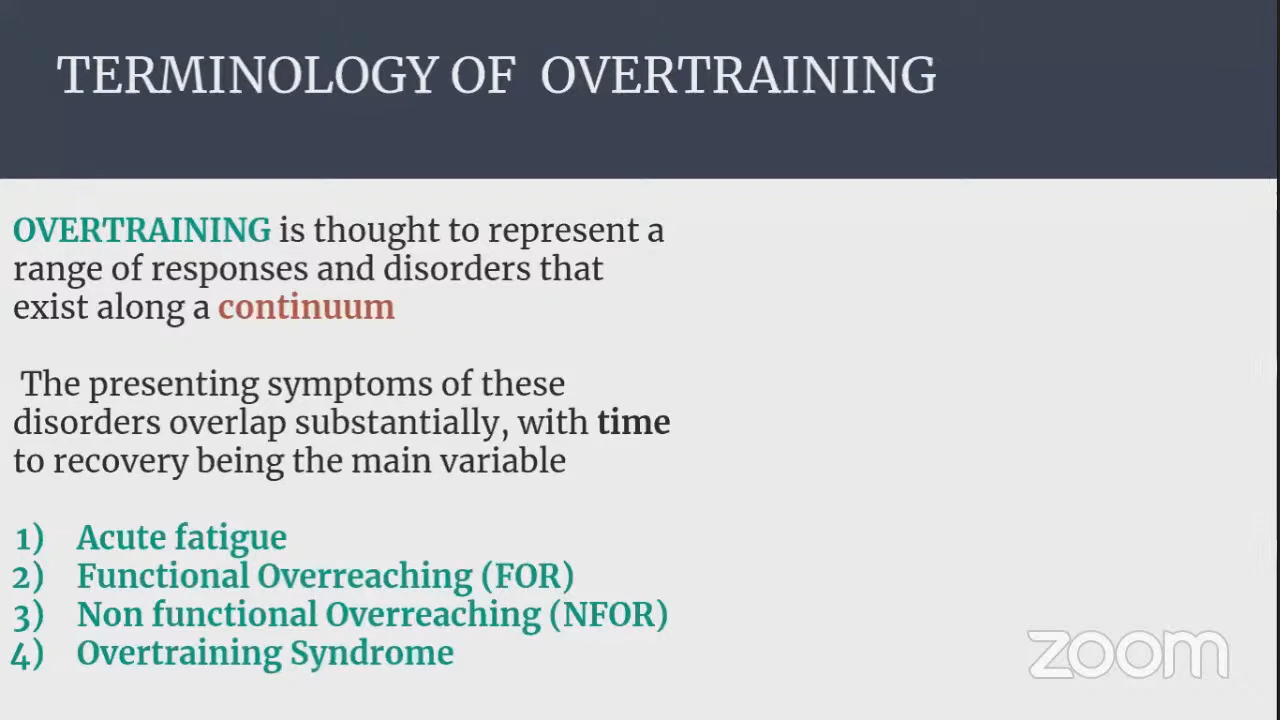 TERMINOLOGY OF OVERTRAINING
OVERTRAINING is thought to represent a
range of responses and disorders that
exist along a continuum
The presenting symptoms of these
disorders overlap substantially, with time
to recovery being the main variable
1) Acute fatigue
2) Functional Overreaching (FOR)
3) Non functional Overreaching (NFOR)
4) Overtraining Syndrome
zoom